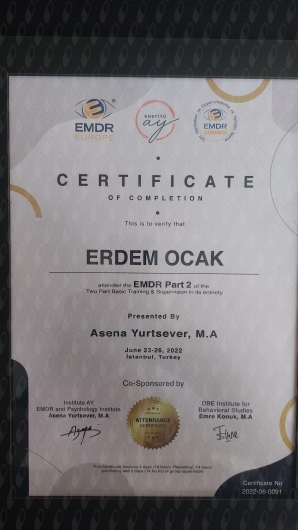 EMDR
EUROPE
ENSTİTÜ
ay
EMDR
CERTIFICATE
OF COMPLETION
This is to verify that
ERDEM OCAK
attended the EMDR Part 2 of the
Two Part Basic Training & Supervision in its entirety
Presented By
Asena Yurtsever, M.A
June 23-26, 2022
Istanbul, Turkey
Co-Sponsored by
Institute AY
EMDR and Psychology Institute
Asena Yurtsever, M.A
DBE Institute for
Behavioral Studies
Emre Konuk, M.A
ATTENDANCE
CERTIFICATE
Certificate No
2022-06-0091